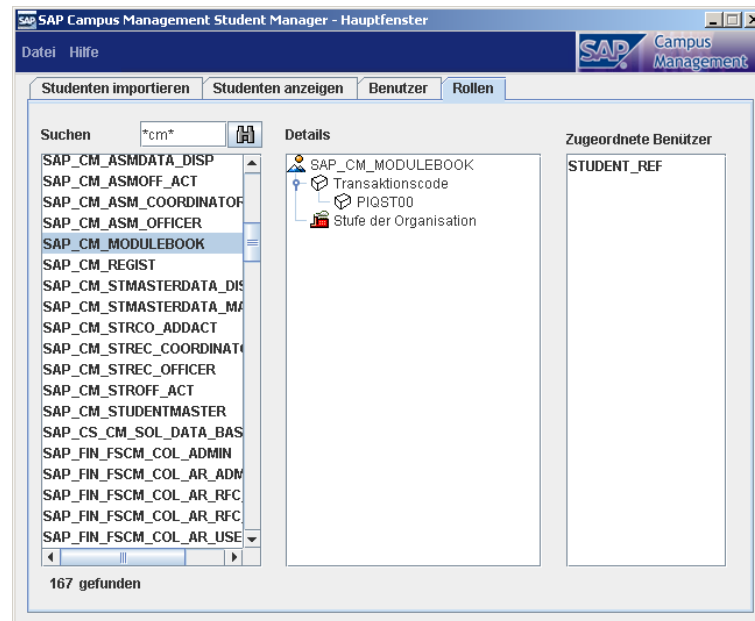 SAP Campus Management Student Manager - Hauptfenster
Datei Hilfe
SAP Campus Management
Studenten importieren Studenten anzeigen Benutzer Rollen
Suchen *cm*
SAP_CM_ASMDATA_DISP
SAP_CM_ASMOFF_ACT
SAP_CM_ASM_COORDINATOR
SAP_CM_ASM_OFFICER
SAP_CM_MODULEBOOK
SAP_CM_REGIST
SAP_CM_STMASTERDATA_DIS
SAP_CM_STMASTERDATA_MA
SAP_CM_STRCO_ADDACT
SAP_CM_STREC_COORDINAT
SAP_CM_STREC_OFFICER
SAP_CM_STROFF_ACT
SAP_CM_STUDENTMASTER
SAP_CS_CM_SOL_DATA_BAS
SAP_FIN_FSCM_COL_ADMIN
SAP_FIN_FSCM_COL_AR_ADM
SAP_FIN_FSCM_COL_AR_RFC_
SAP_FIN_FSCM_COL_AR_RFC_
SAP_FIN_FSCM_COL_AR_USE
167 gefunden
Details
SAP_CM_MODULEBOOK
Transaktionscode
PIQST00
Stufe der Organisation
Zugeordnete Benützer
STUDENT_REF